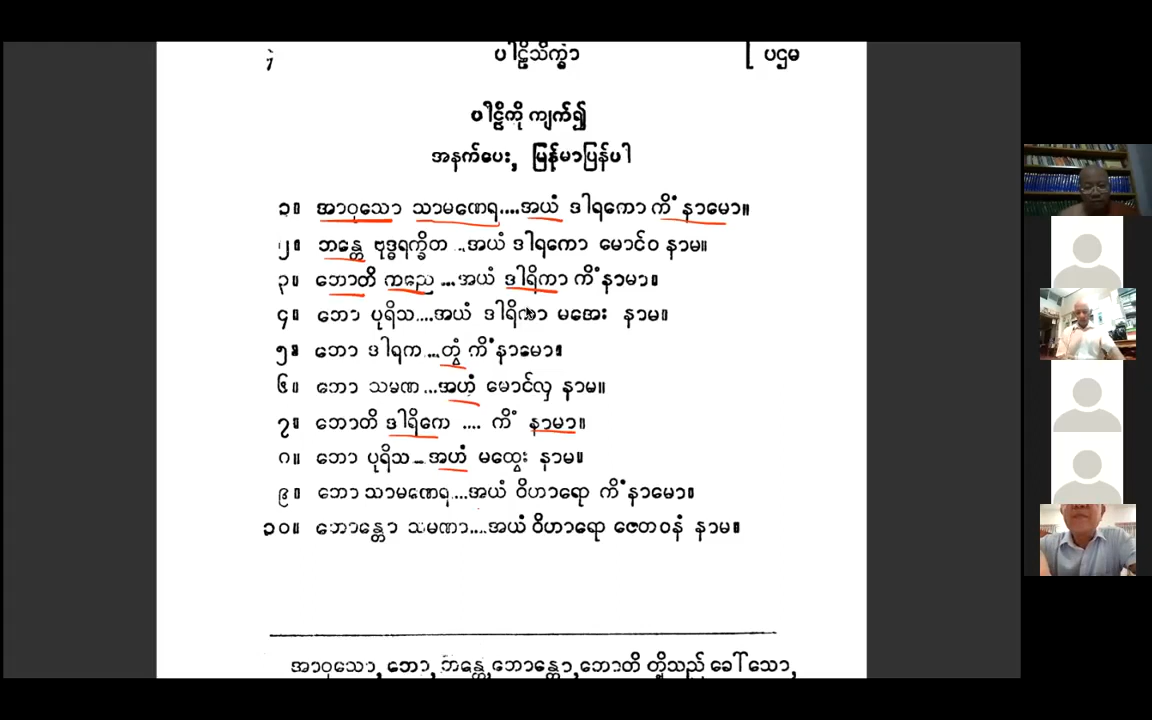 ၂ ပါဠိသိက္ခာ [ ပဌမ
ပါဠိကို ကျက်၍
အနက်ပေး, မြန်မာပြန်ပါ
၁။ အာဝုသော သာမဏေရ....အယံ ဒါရကော ကိံ နာမော။
၂။ ဘန္တေ ဗုဒ္ဓရက္ခိတ ...အယံ ဒါရကော မောင်ဝ နာမ။
၃။ ဘောတိ ကညေ ...အယံ ဒါရိကာ ကိံ နာမာ။
၄။ ဘော ပုရိသ....အယံ ဒါရိကာ မအေး နာမ။
၅။ ဘော ဒါရက ...တွံ ကိံ နာမော။
၆။ ဘော သမဏ ...အဟံ မောင်လှ နာမ။
၇။ ဘောတိ ဒါရိကေ .... ကိံ နာမာ။
၈။ ဘော ပုရိသ ...အဟံ မထွေး နာမ။
၉။ ဘော သာမဏေရ....အယံ ဝိဟာရော ကိံ နာမော။
၁၀။ ဘောန္တော သမဏာ....အယံ ဝိဟာရော ဇေတဝနံ နာမ။
အာဝုသော, ဘော, ဘန္တေ, ဘောန္တော, ဘောတိ တို့သည် ခေါ်သော,